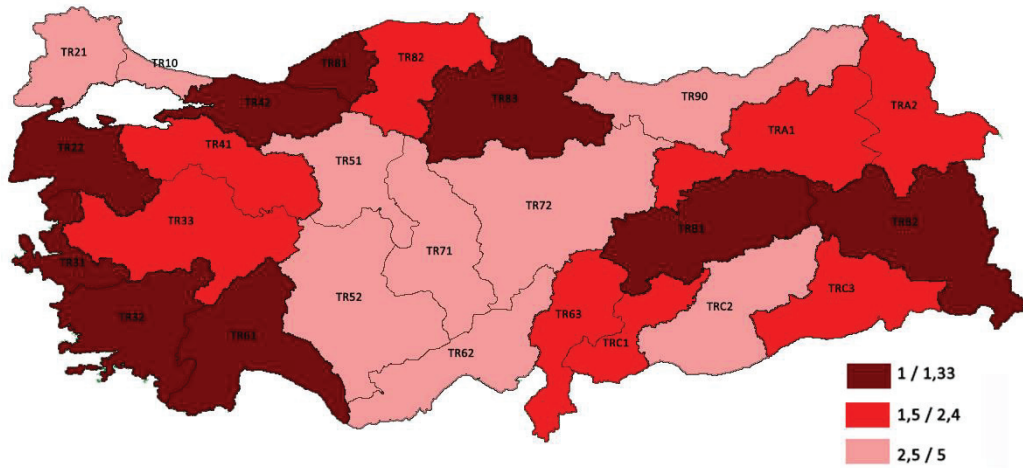 TR21
TR10
TR81
TR82
TR42
TR83
TR90
TRA2
TRA1
TR22
TR41
TR51
TR72
TR33
TR71
TRB1
TRB2
TR31
TR52
TRC2
TRC3
TR32
TR61
TR62
TR63
TRC1
1 / 1,33
1,5 / 2,4
2,5 / 5